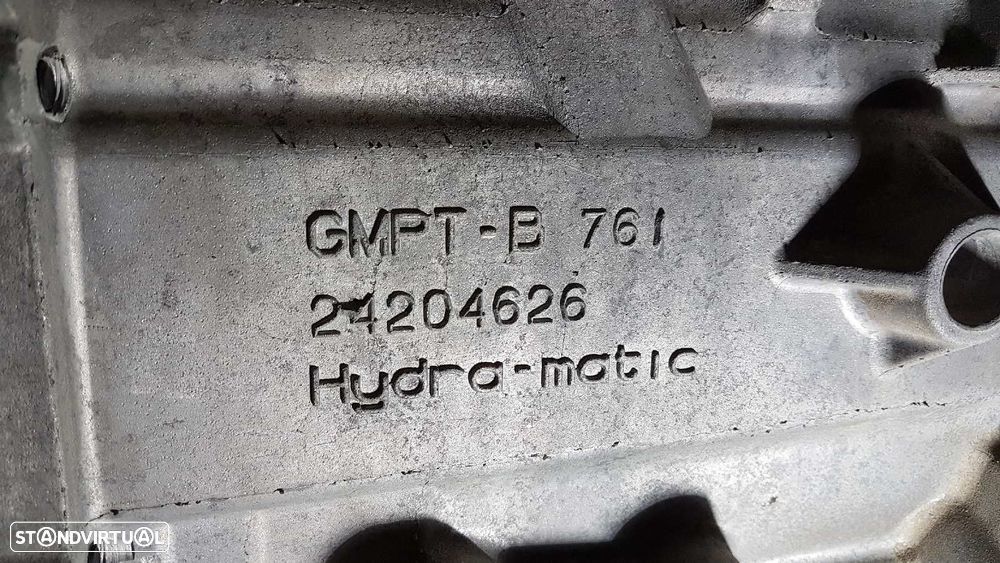 GMPT-B 761
24204626
Hydra-matic
STANDVIRTUAL